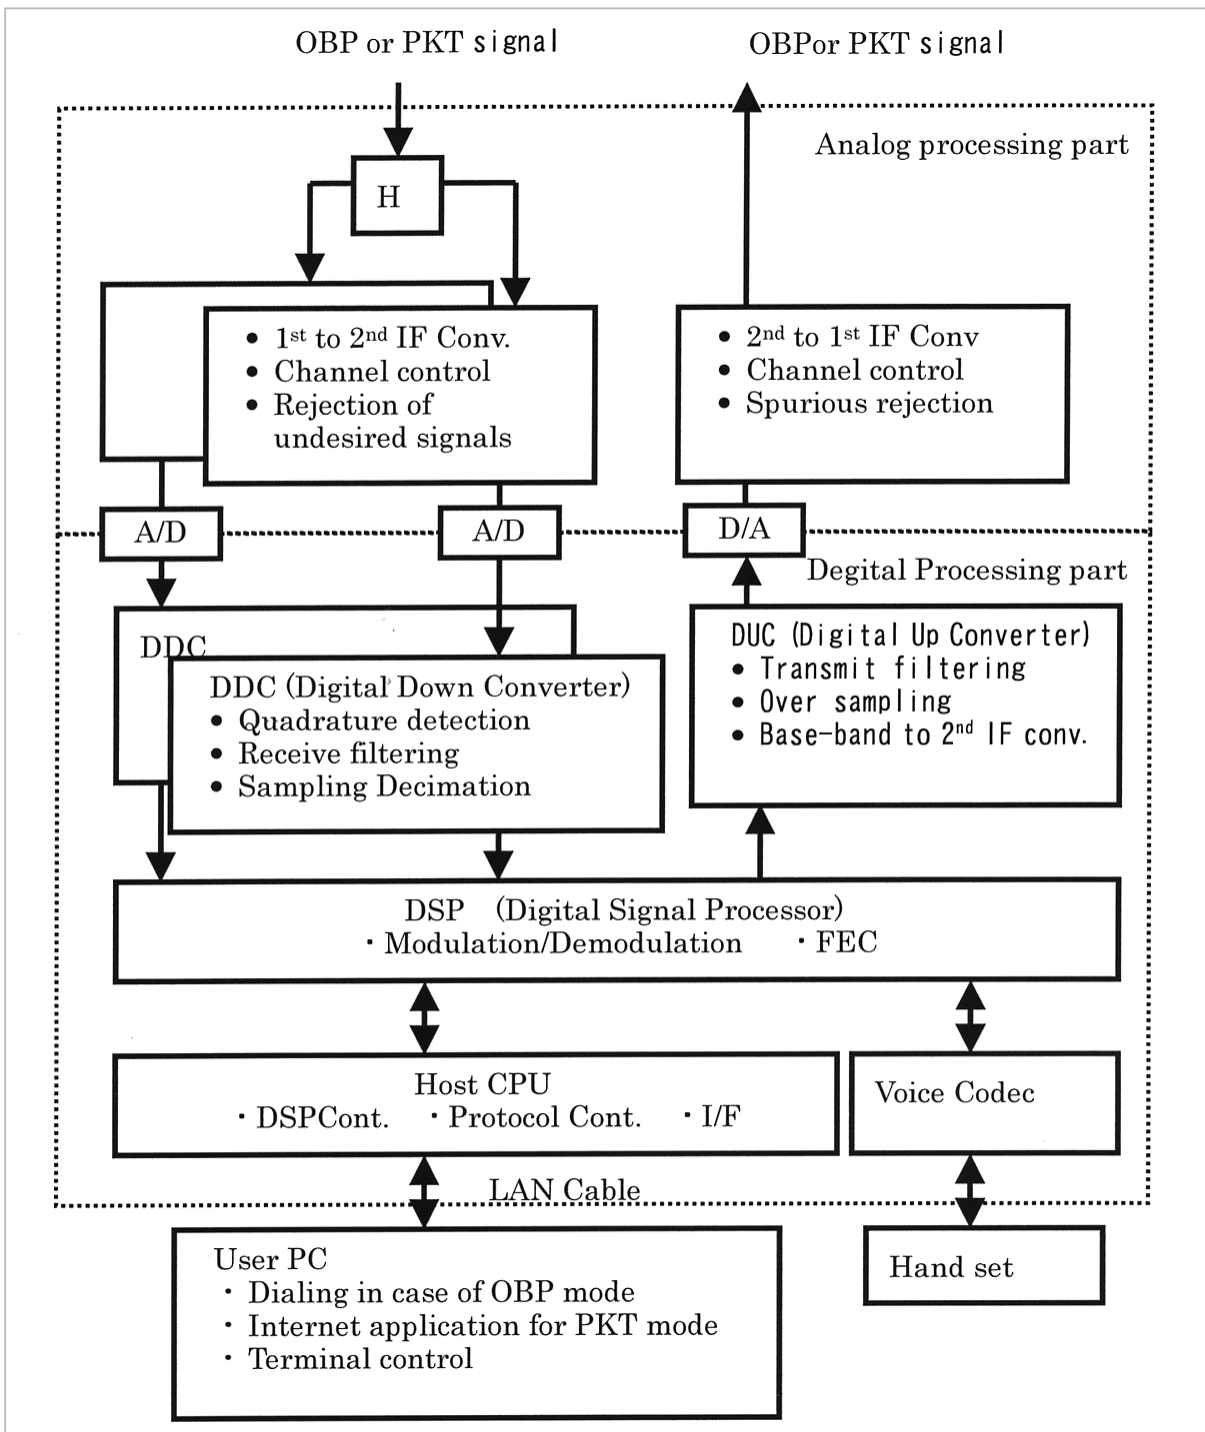 OBP or PKT signal
OBPor PKT signal
Analog processing part
H
• 1st to 2nd IF Conv.
• Channel control
• Rejection of
undesired signals
• 2nd to 1st IF Conv
• Channel control
• Spurious rejection
A/D
A/D
D/A
Degital Processing part
DDC
DDC (Digital Down Converter)
• Quadrature detection
• Receive filtering
• Sampling Decimation
DUC (Digital Up Converter)
• Transmit filtering
• Over sampling
• Base-band to 2nd IF conv.
DSP (Digital Signal Processor)
・Modulation/Demodulation ・FEC
Host CPU
・DSPCont. ・Protocol Cont. ・I/F
Voice Codec
LAN Cable
User PC
・Dialing in case of OBP mode
・Internet application for PKT mode
・Terminal control
Hand set